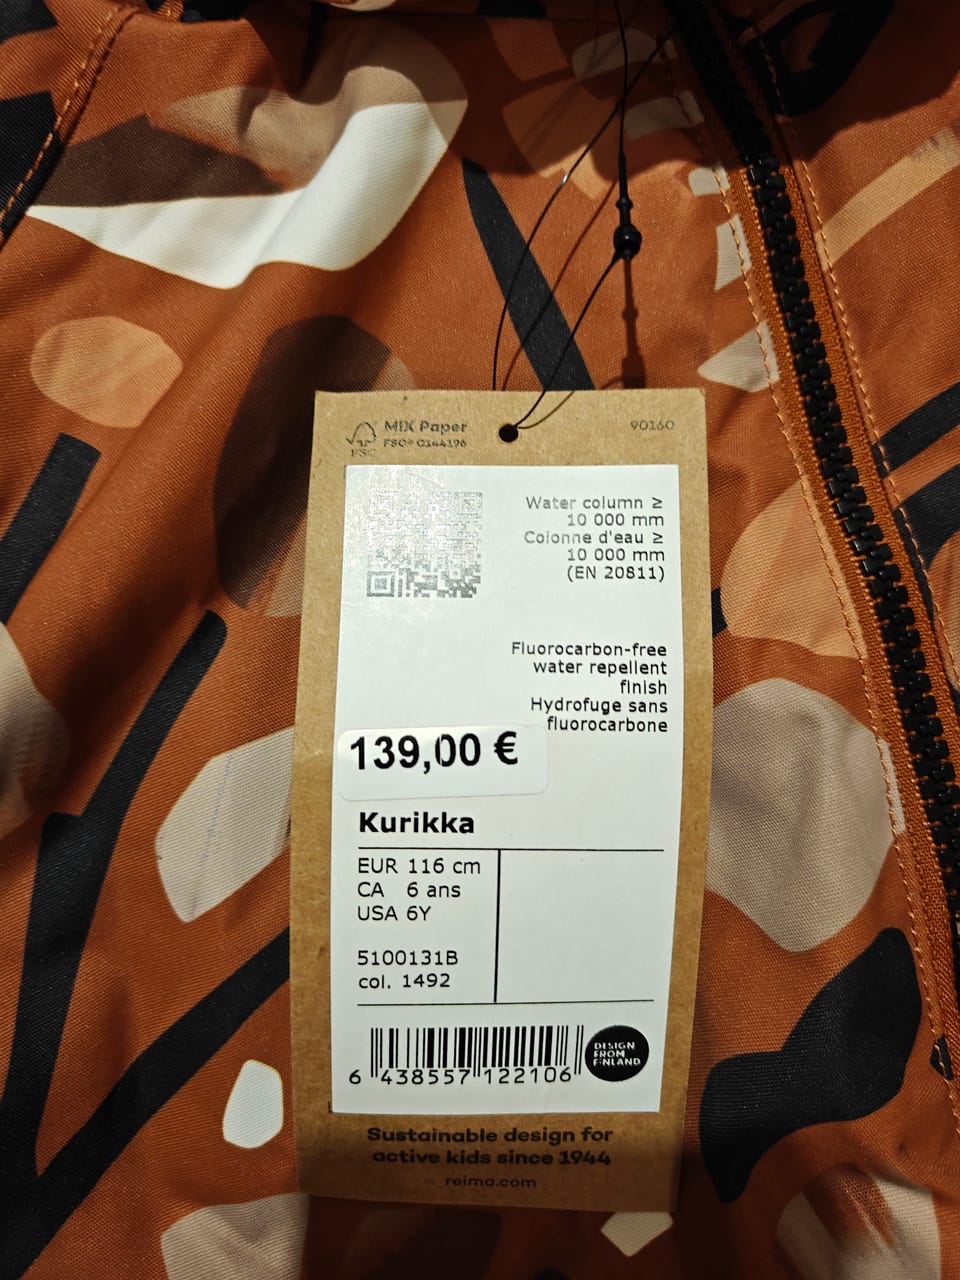 MIX Paper
FSC® C144196
FSC
90160
Water column ≥
10 000 mm
Colonne d'eau ≥
10 000 mm
(EN 20811)
Fluorocarbon-free
water repellent
finish
Hydrofuge sans
fluorocarbone
139,00 €
Kurikka
EUR 116 cm
CA 6 ans
USA 6Y
5100131B
col. 1492
6 438557 122106
DESIGN
FROM
FINLAND
Sustainable design for
active kids since 1944
reima.com